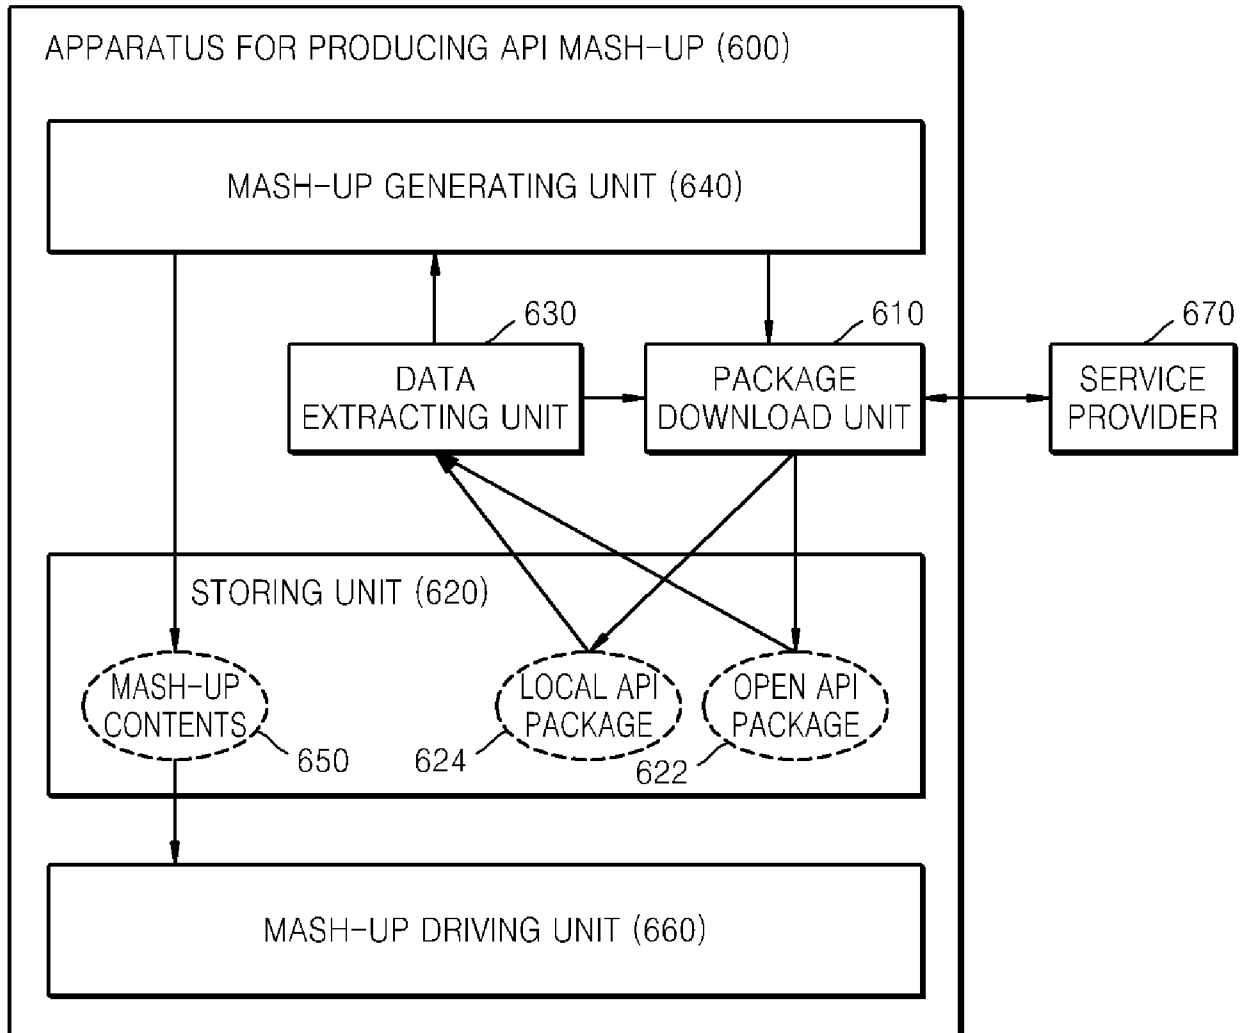 APPARATUS FOR PRODUCING API MASH-UP (600)
MASH-UP GENERATING UNIT (640)
630
610
670
DATA
EXTRACTING UNIT
PACKAGE
DOWNLOAD UNIT
SERVICE
PROVIDER
STORING UNIT (620)
MASH-UP
CONTENTS
650
LOCAL API
PACKAGE
624
OPEN API
PACKAGE
622
MASH-UP DRIVING UNIT (660)